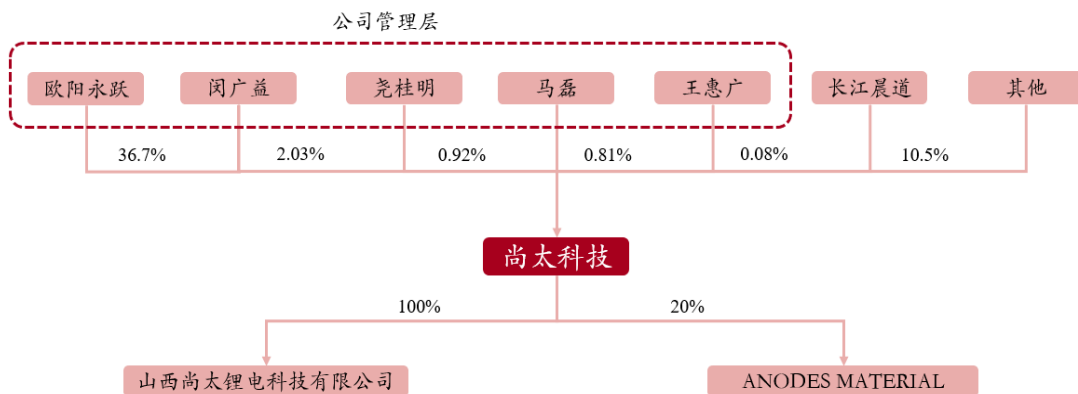 公司管理层
欧阳永跃 闵广益 尧桂明 马磊 王惠广 长江晨道 其他
36.7% 2.03% 0.92% 0.81% 0.08% 10.5%
尚太科技
100% 20%
山西尚太锂电科技有限公司 ANODES MATERIAL